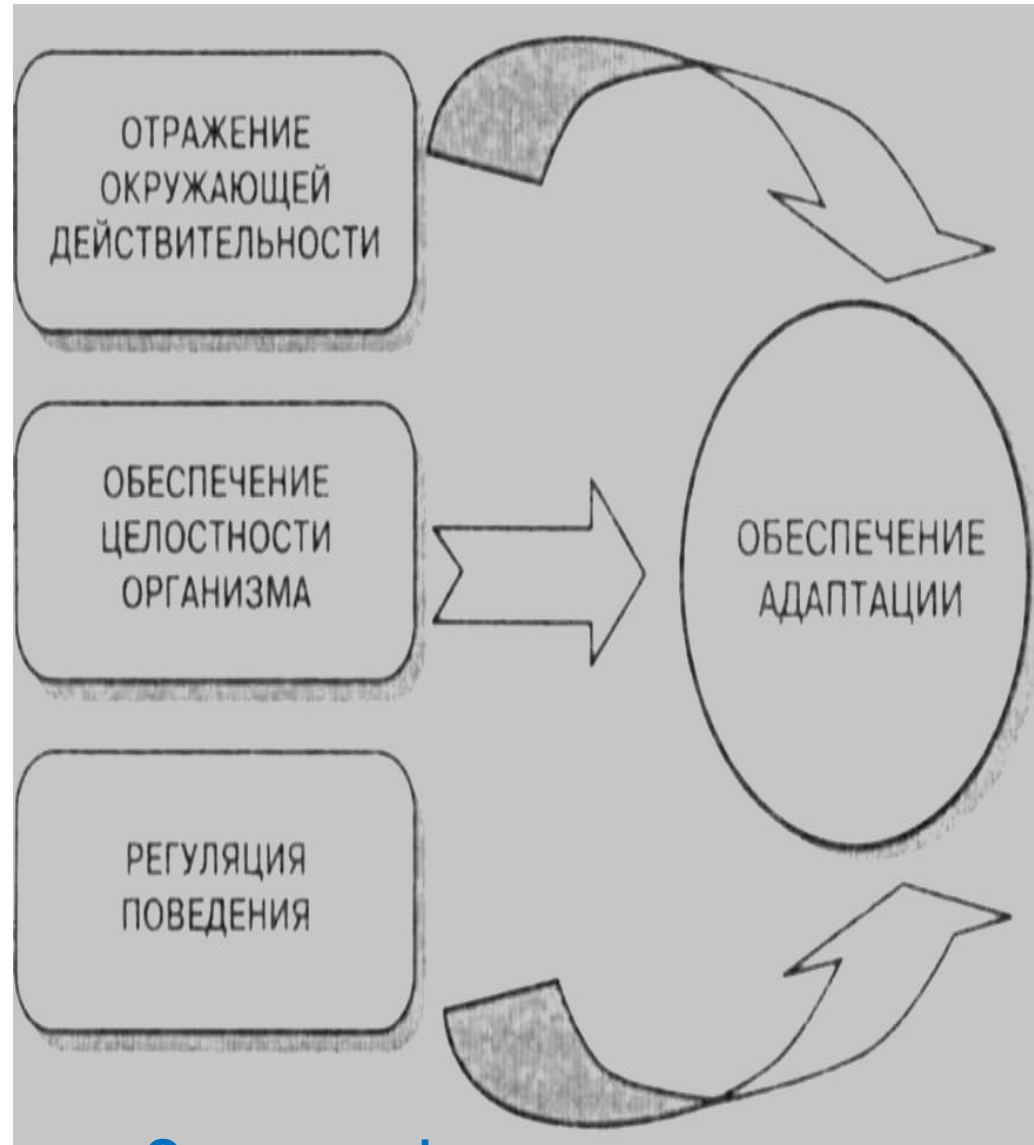 ОТРАЖЕНИЕ
ОКРУЖАЮЩЕЙ
ДЕЙСТВИТЕЛЬНОСТИ
ОБЕСПЕЧЕНИЕ
ЦЕЛОСТНОСТИ
ОРГАНИЗМА
РЕГУЛЯЦИЯ
ПОВЕДЕНИЯ
ОБЕСПЕЧЕНИЕ
АДАПТАЦИИ